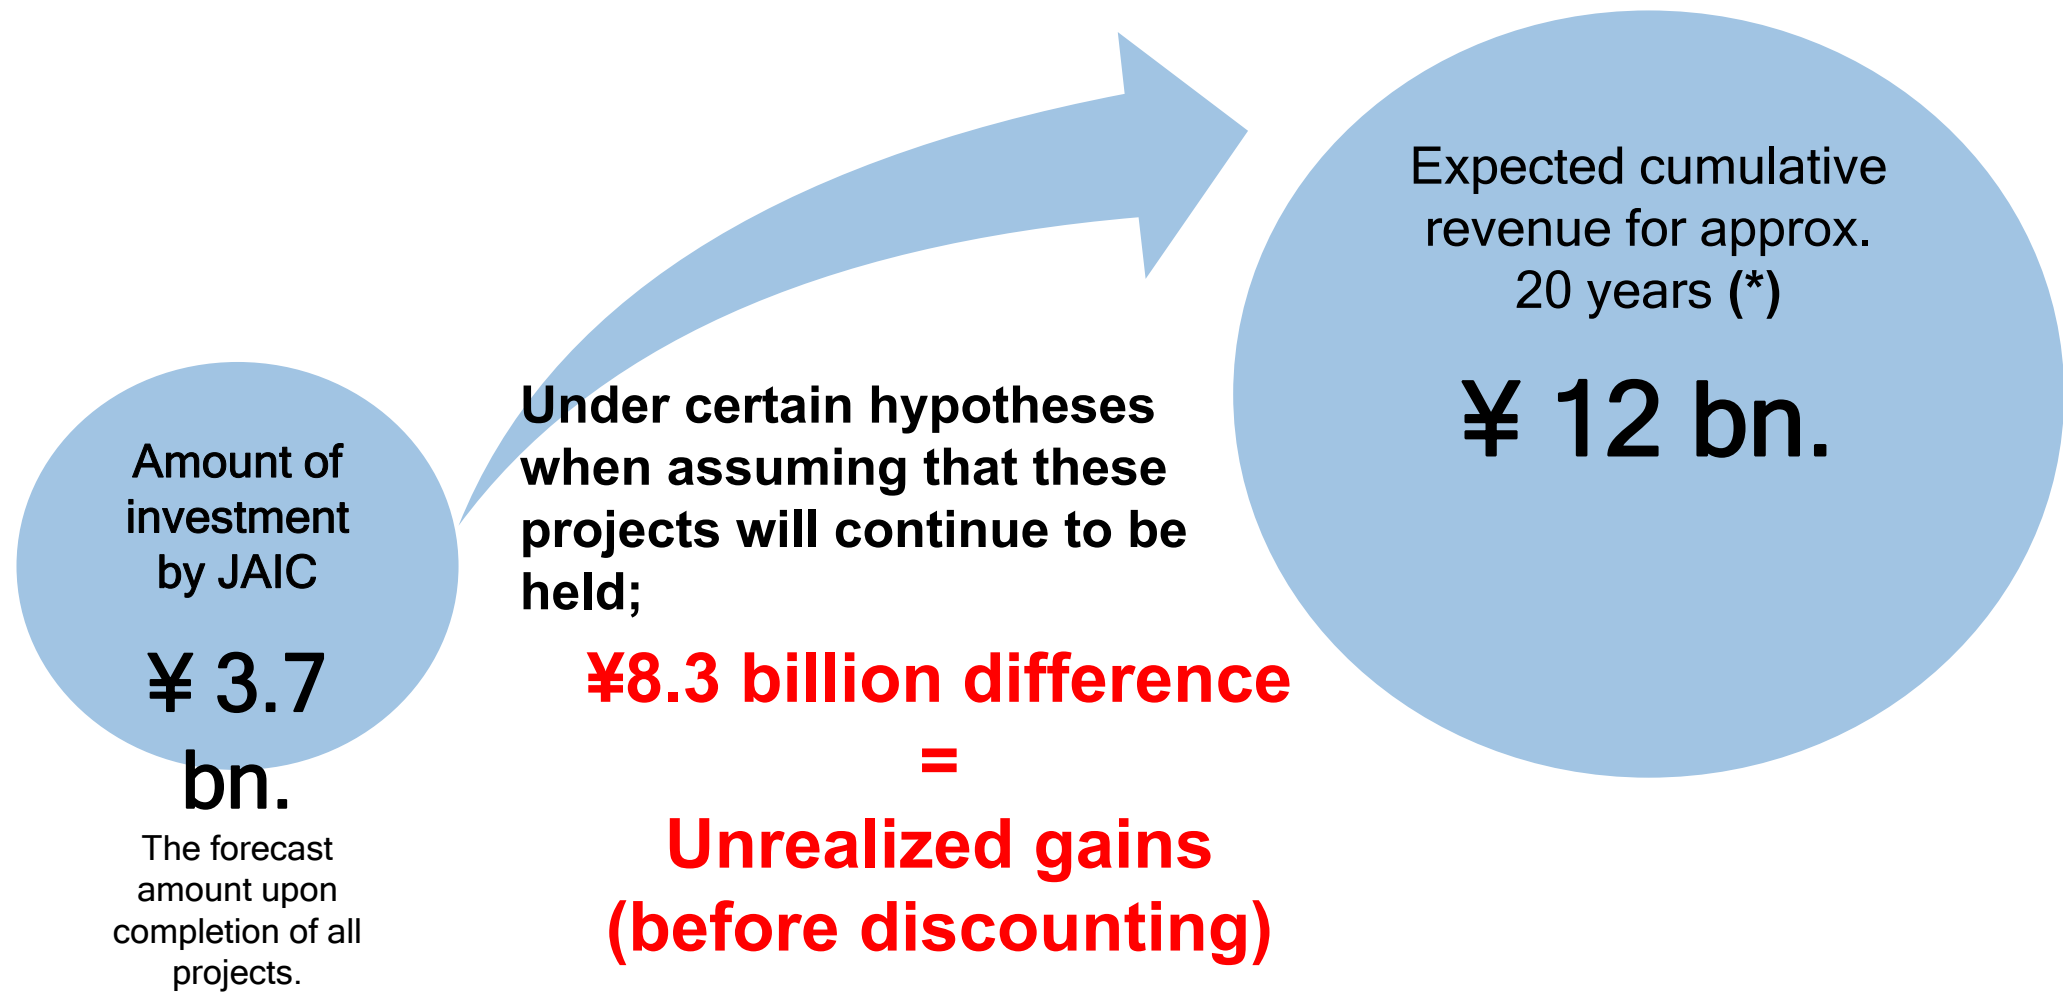 Amount of
investment
by JAIC
¥ 3.7
bn.
The forecast
amount upon
completion of all
projects.
Under certain hypotheses
when assuming that these
projects will continue to be
held;
¥8.3 billion difference
=
Unrealized gains
(before discounting)
Expected cumulative
revenue for approx.
20 years (*)
¥ 12 bn.